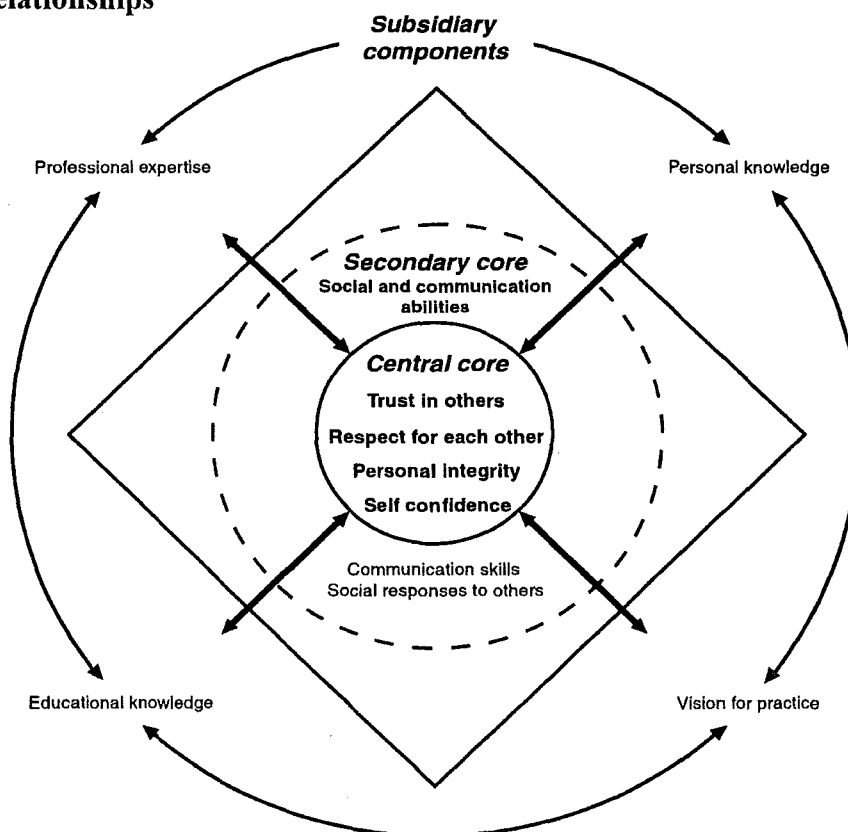 Subsidiary
components
Professional expertise
Personal knowledge
Secondary core
Social and communication
abilities
Central core
Trust in others
Respect for each other
Personal integrity
Self confidence
Communication skills
Social responses to others
Educational knowledge
Vision for practice